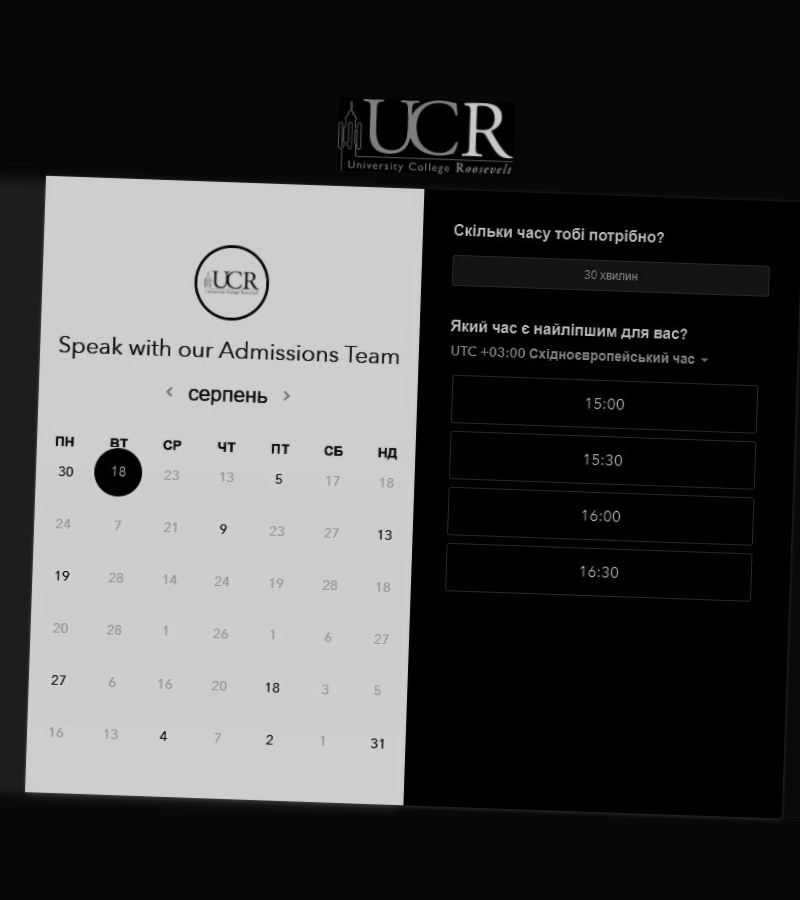 UCR
University College Roosevelt
UCR
University College Roosevelt
Speak with our Admissions Team
серпень
ПН ВТ СР ЧТ ПТ СБ НД
30 18 23 13 5 17 18
24 7 21 9 23 27 13
19 28 14 24 19 28 18
20 28 1 26 1 6 27
27 6 16 20 18 3 5
16 13 4 7 2 1 31
Скільки часу тобі потрібно?
30 хвилин
Який час є найліпшим для вас?
UTC +03:00 Східноєвропейський час
15:00
15:30
16:00
16:30